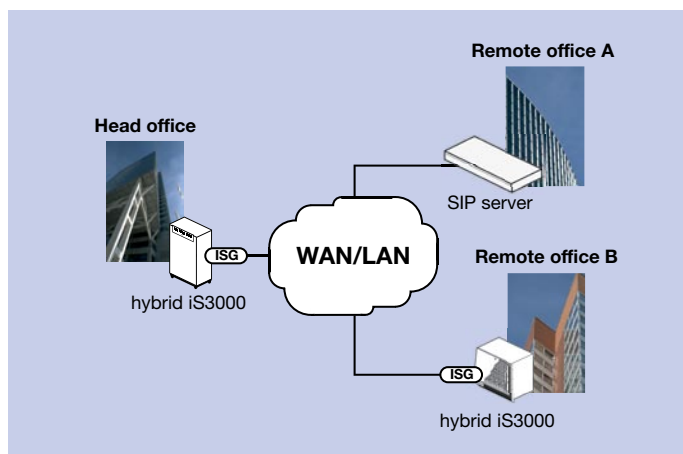 Remote office A
Head office
SIP server
ISG
WAN/LAN
Remote office B
hybrid iS3000
ISG
hybrid iS3000